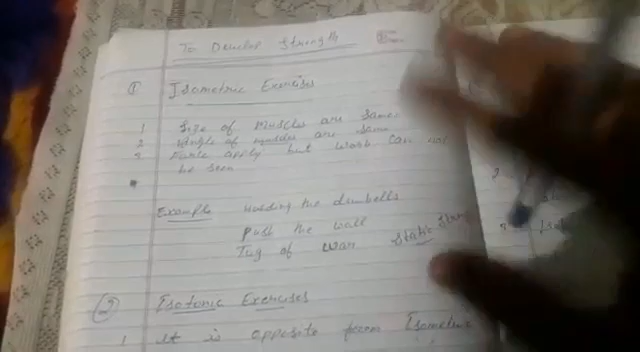 To Develop Strength
① Isometric Exercises
1 Size of Muscles are Same.
2 Angle of muscles are same
3 Force apply but work can not
be seen
Example Holding the dumbells
Push the wall
Tug of War Static Stren
② Isotonic Exercises
1 it is opposite from Isometric